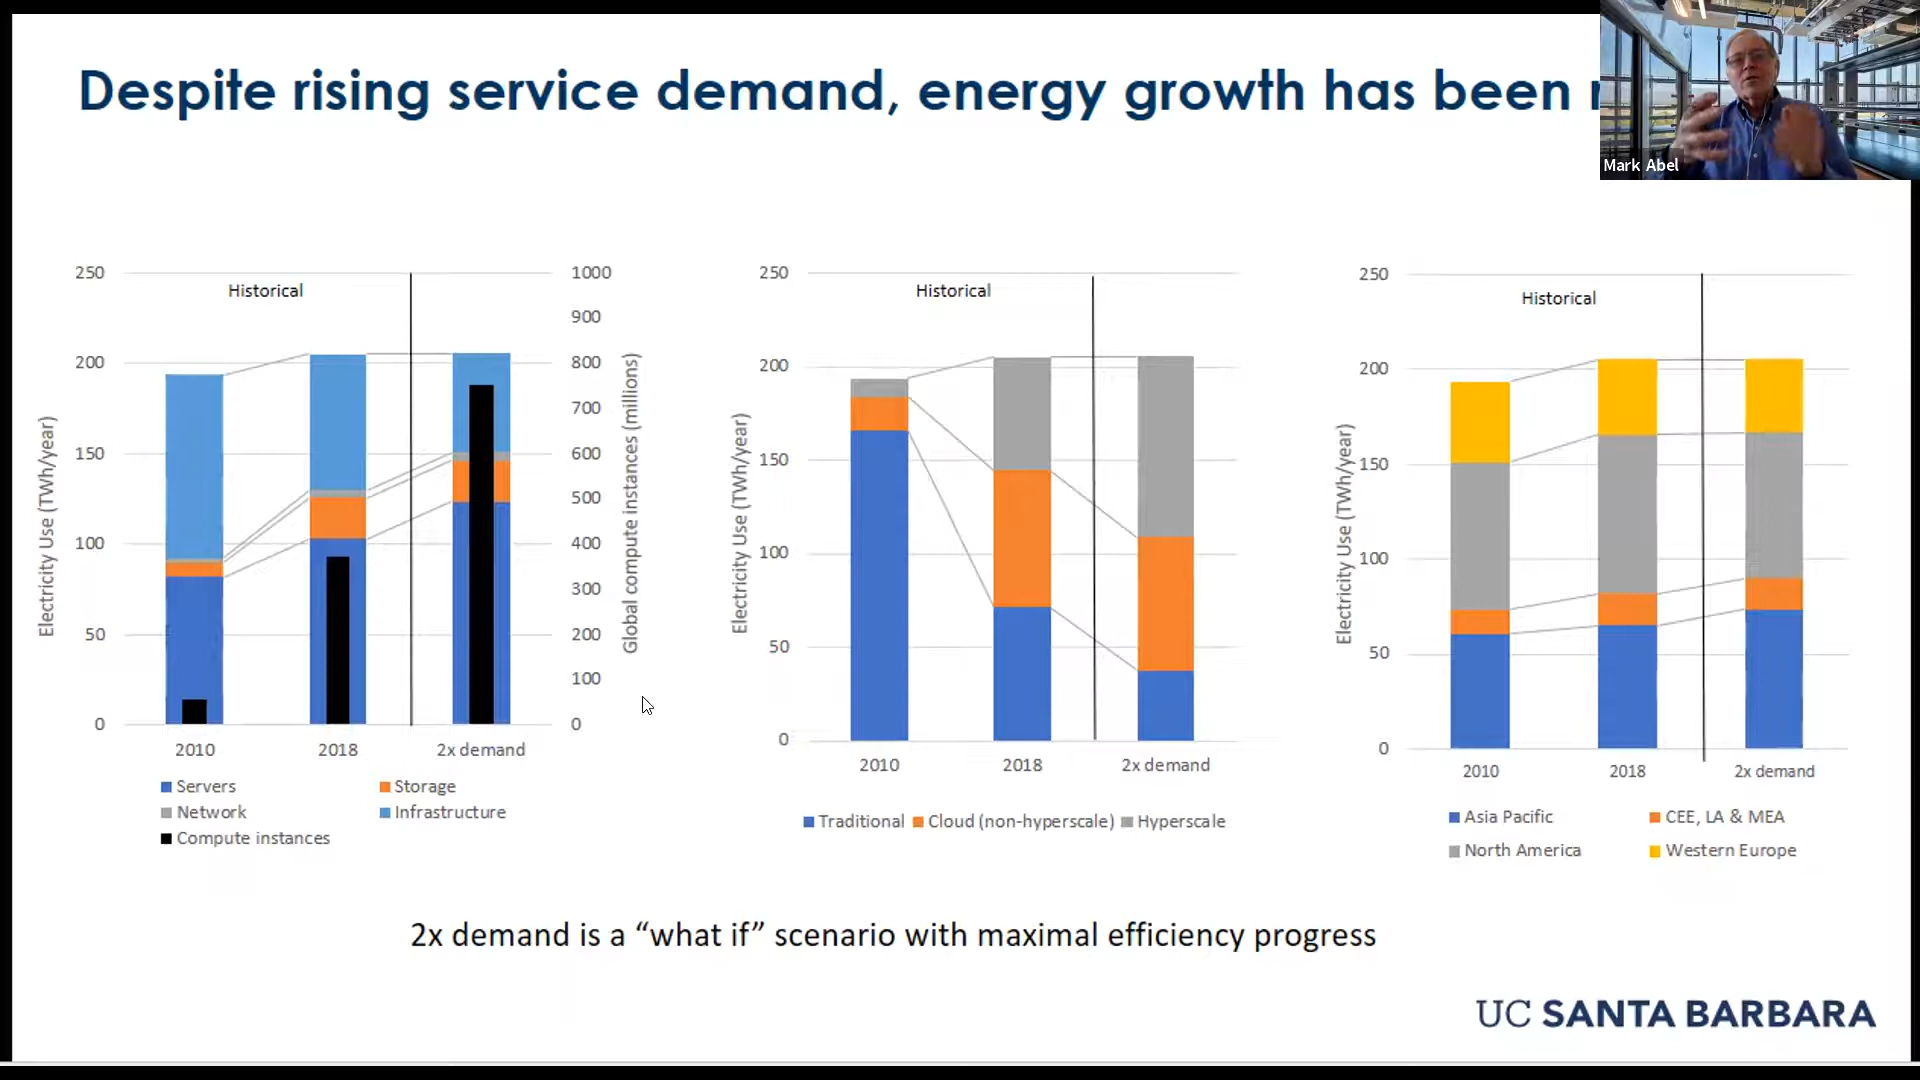 Despite rising service demand, energy growth has been
Mark Abel
250
200
150
100
50
0
Electricity Use (TWh/year)
Historical
1000
900
800
700
600
500
400
300
200
100
0
Global compute instances (millions)
2010
2018
2x demand
Servers
Storage
Network
Infrastructure
Compute instances
250
200
150
100
50
0
Electricity Use (TWh/year)
Historical
2010
2018
2x demand
Traditional
Cloud (non-hyperscale)
Hyperscale
250
200
150
100
50
0
Electricity Use (TWh/year)
Historical
2010
2018
2x demand
Asia Pacific
CEE, LA & MEA
North America
Western Europe
2x demand is a “what if” scenario with maximal efficiency progress
UC SANTA BARBARA